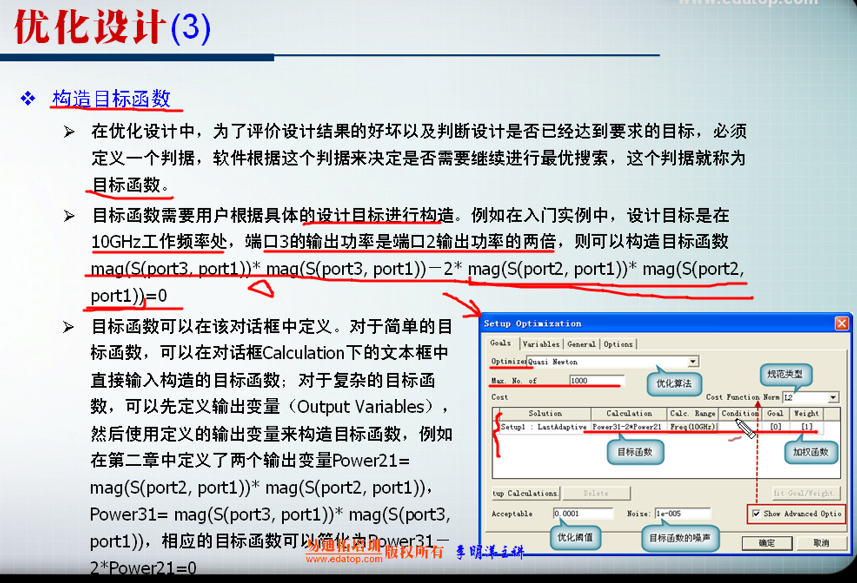 www.edatop.com
优化设计(3)
构造目标函数
在优化设计中，为了评价设计结果的好坏以及判断设计是否已经达到要求的目标，必须
定义一个判据，软件根据这个判据来决定是否需要继续进行最优搜索，这个判据就称为
目标函数。
目标函数需要用户根据具体的设计目标进行构造。例如在入门实例中，设计目标是在
10GHz工作频率处，端口3的输出功率是端口2输出功率的两倍，则可以构造目标函数
mag(S(port3, port1))* mag(S(port3, port1))－2* mag(S(port2, port1))* mag(S(port2,
port1))=0
目标函数可以在该对话框中定义。对于简单的目
标函数，可以在对话框Calculation下的文本框中
直接输入构造的目标函数；对于复杂的目标函
数，可以先定义输出变量（Output Variables），
然后使用定义的输出变量来构造目标函数，例如
在第二章中定义了两个输出变量Power21=
mag(S(port2, port1))* mag(S(port2, port1))，
Power31= mag(S(port3, port1))* mag(S(port3,
port1))，相应的目标函数可以简化为Power31－
2*Power21=0
Setup Optimization
Goals Variables General Options
Optimize Quasi Newton
Max. No. of 1000
优化算法
规范类型
Cost
Cost Function Norm L2
Solution Calculation Calc. Range Condition Goal Weight
Setup1 : LastAdaptive Power31-2*Power21 Freq(10GHz) [0] [1]
目标函数
加权函数
tup Calculations. Delete
Edit Goal/Weight.
Acceptable 0.0001 Noise: 1e-005
Show Advanced Optio
优化阈值
目标函数的噪声
确定 取消
易迪拓培训 版权所有 李明洋主讲
www.edatop.com